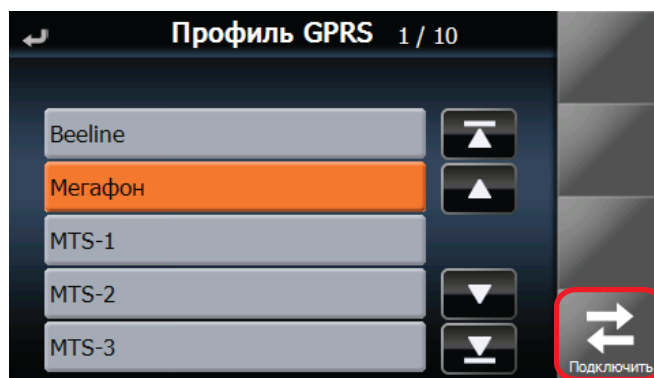 Профиль GPRS 1 / 10
Beeline
Мегафон
MTS-1
MTS-2
MTS-3
Подключить